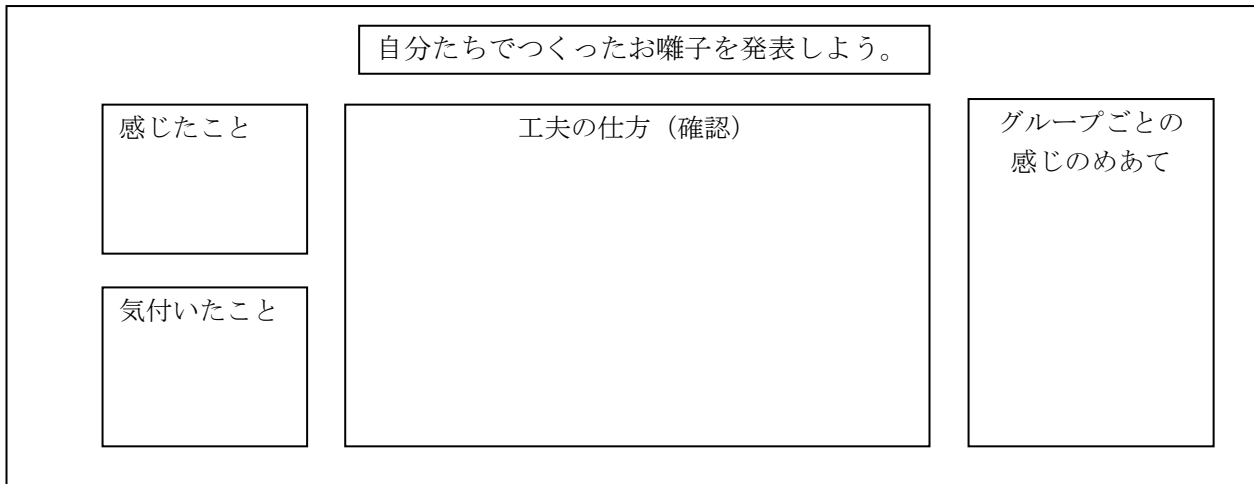 自分たちでつくったお囃子を発表しよう。
感じたこと
気付いたこと
工夫の仕方（確認）
グループごとの
感じのめあて